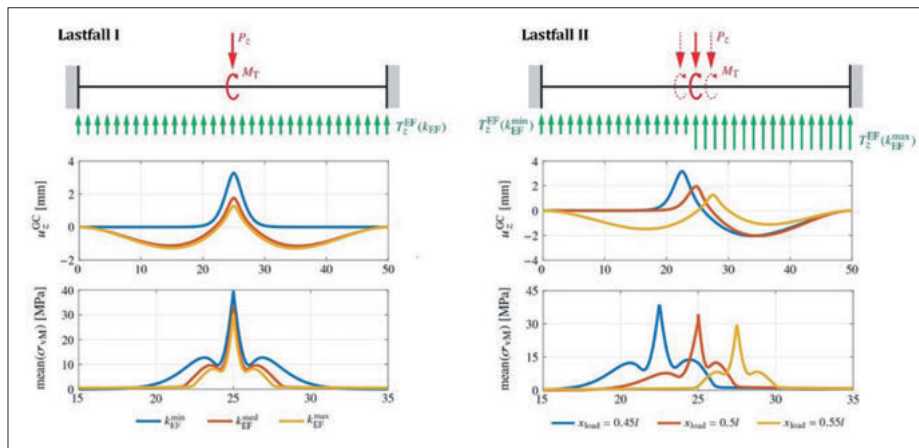 Lastfall I
P_z
M_T
T_z^EF(k_EF)
u_z^GC [mm]
4
2
0
−2
0 10 20 30 40 50
mean(σ_vM) [MPa]
40
30
20
10
0
15 20 25 30 35
k_EF^min k_EF^med k_EF^max
Lastfall II
P_z
M_T
T_z^EF(k_EF^min)
T_z^EF(k_EF^max)
u_z^GC [mm]
4
2
0
−2
−4
0 10 20 30 40 50
mean(σ_vM) [MPa]
45
30
15
0
15 20 25 30 35
x_load = 0.45l x_load = 0.5l x_load = 0.55l